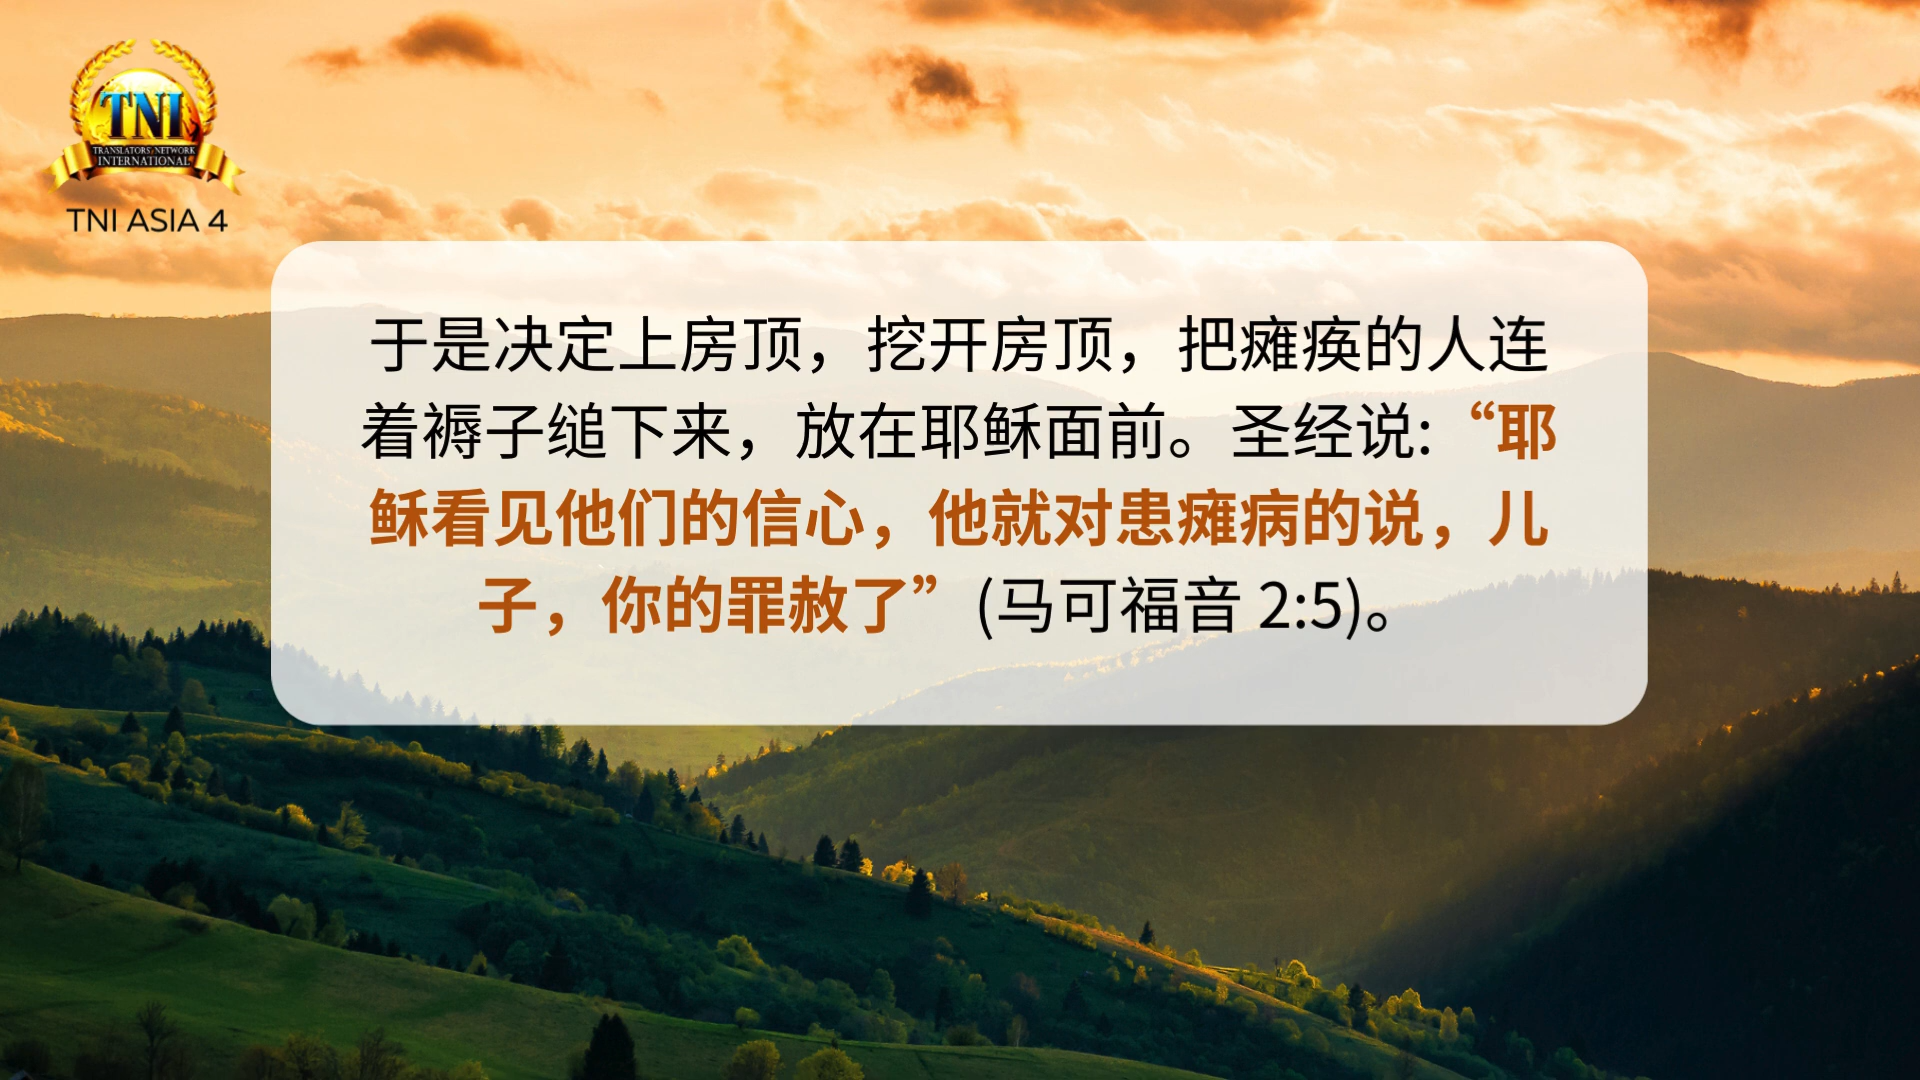 TNI
TRANSLATORS NETWORK
INTERNATIONAL
TNI ASIA 4
于是决定上房顶，挖开房顶，把瘫痪的人连
着褥子缒下来，放在耶稣面前。圣经说:“耶
稣看见他们的信心，他就对患瘫病的说，儿
子，你的罪赦了”(马可福音 2:5)。